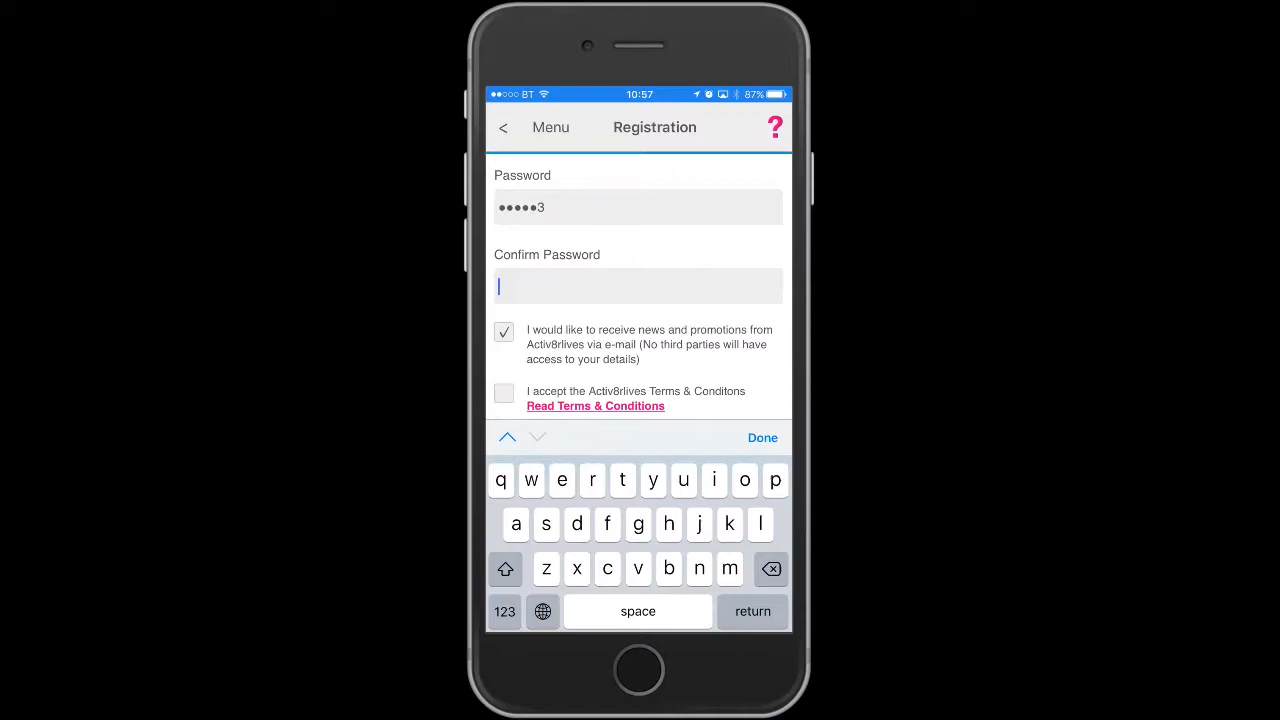 BT 10:57 87%
< Menu Registration ?
Password
●●●●●3
Confirm Password
I would like to receive news and promotions from
Activ8rlives via e-mail (No third parties will have
access to your details)
I accept the Activ8rlives Terms & Conditons
Read Terms & Conditions
Done
q w e r t y u i o p
a s d f g h j k l
z x c v b n m
123 space return